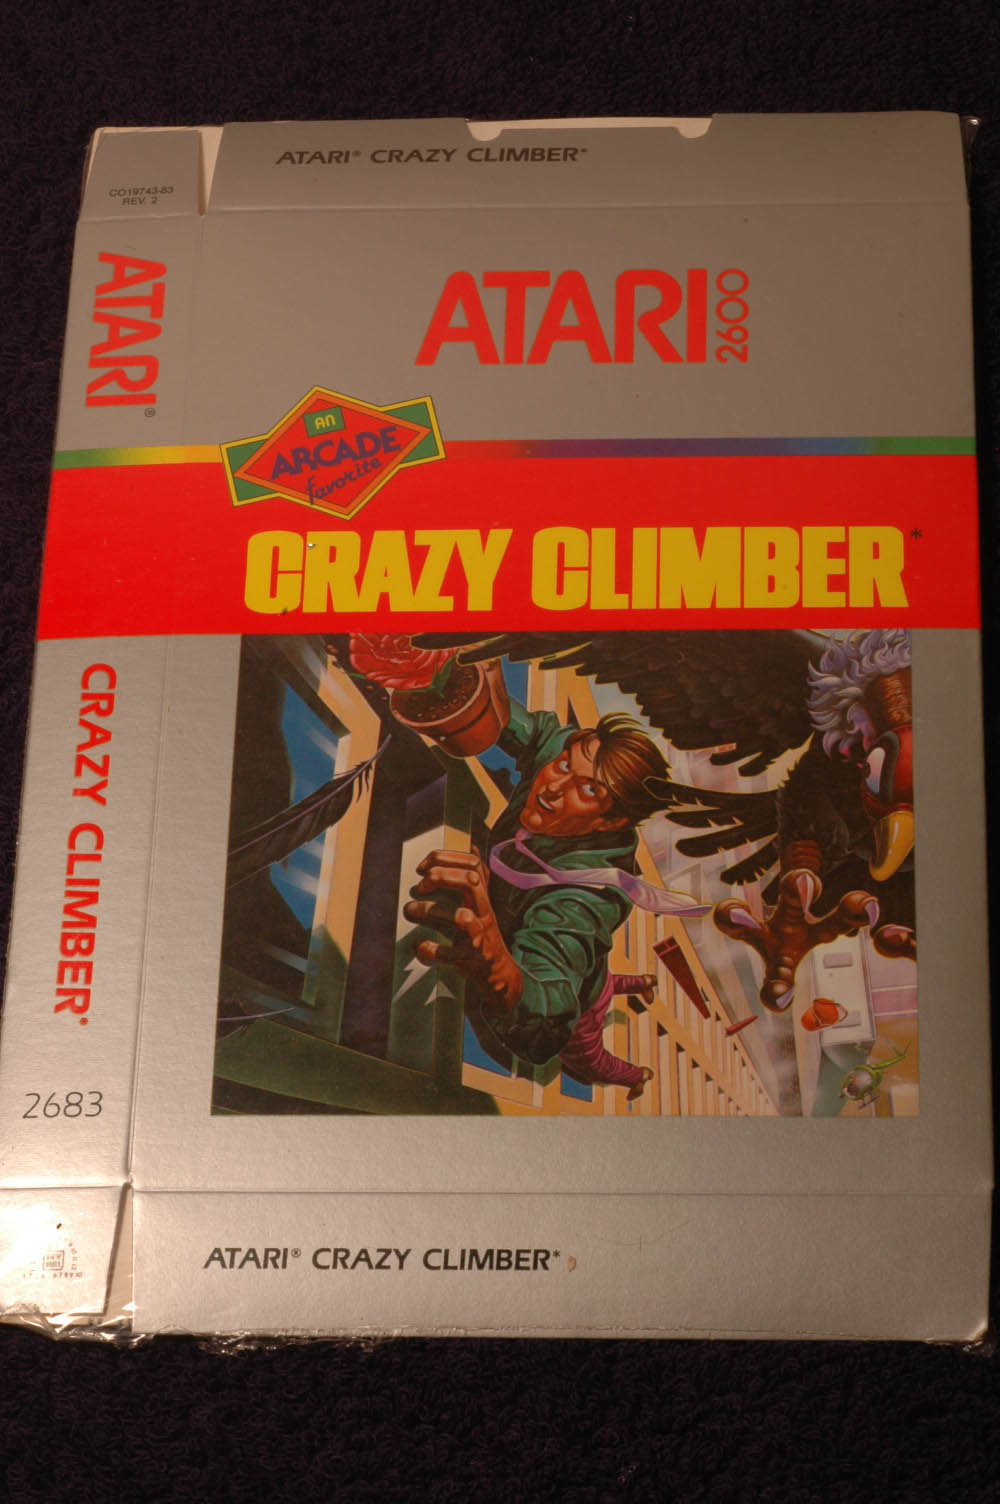 ATARI® CRAZY CLIMBER*
CO19743-83
REV. 2
ATARI®
ATARI 2600
AN
ARCADE
favorite
CRAZY CLIMBER*
CRAZY CLIMBER*
2683
ATARI® CRAZY CLIMBER*